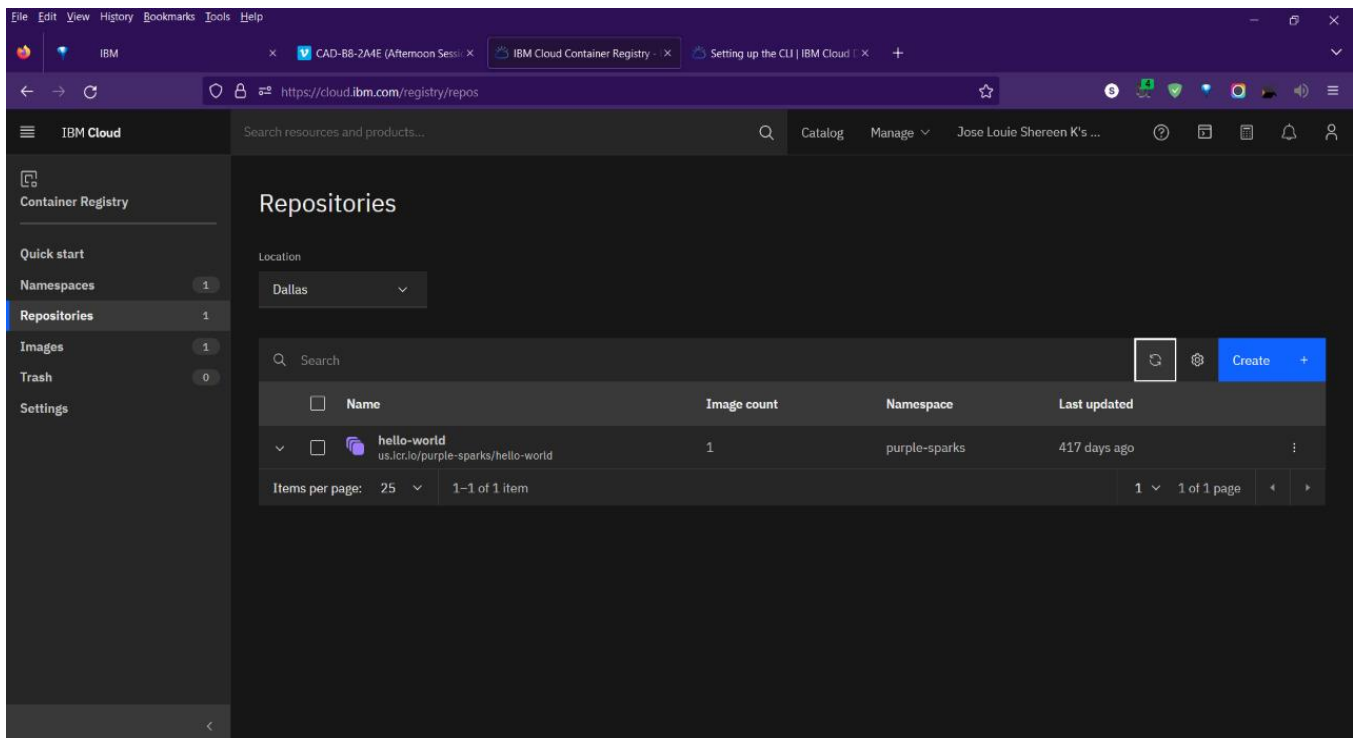 File Edit View History Bookmarks Tools Help
IBM
CAD-B8-2A4E (Afternoon Sessi
IBM Cloud Container Registry -
Setting up the CLI | IBM Cloud
https://cloud.ibm.com/registry/repos
IBM Cloud
Search resources and products...
Catalog
Manage
Jose Louie Shereen K's ...
Container Registry
Quick start
Namespaces 1
Repositories 1
Images 1
Trash 0
Settings
Repositories
Location
Dallas
Search
Create +
Name Image count Namespace Last updated
hello-world
us.icr.io/purple-sparks/hello-world
1 purple-sparks 417 days ago
Items per page: 25 1–1 of 1 item 1 1 of 1 page